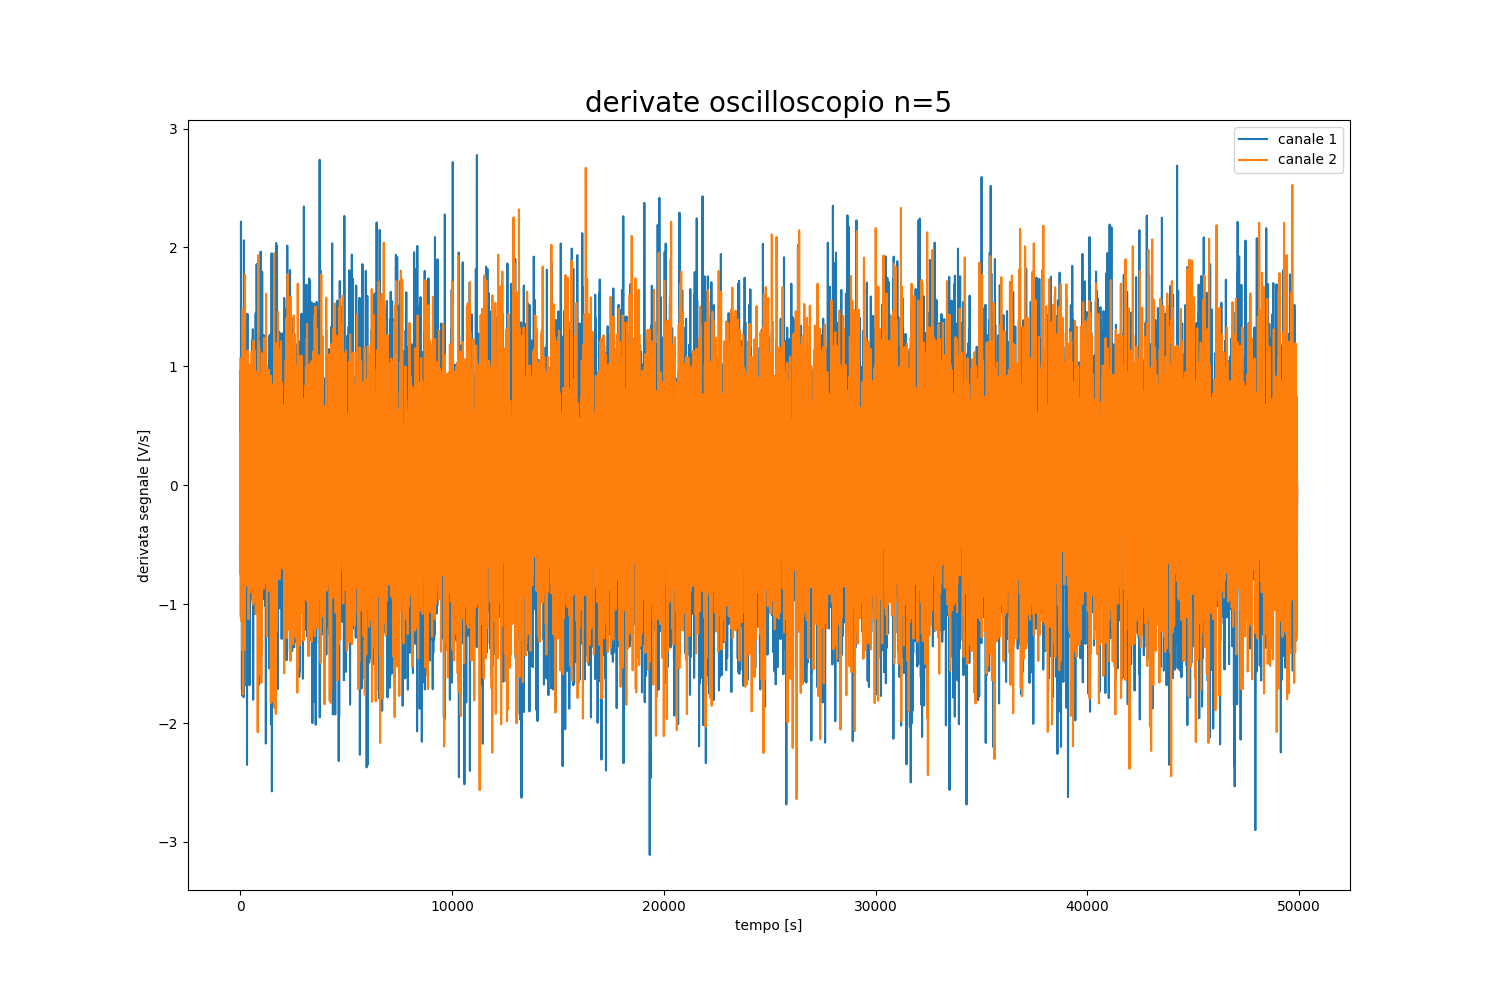 derivate oscilloscopio n=5
canale 1
canale 2
3
2
1
0
−1
−2
−3
derivata segnale [V/s]
0
10000
20000
30000
40000
50000
tempo [s]